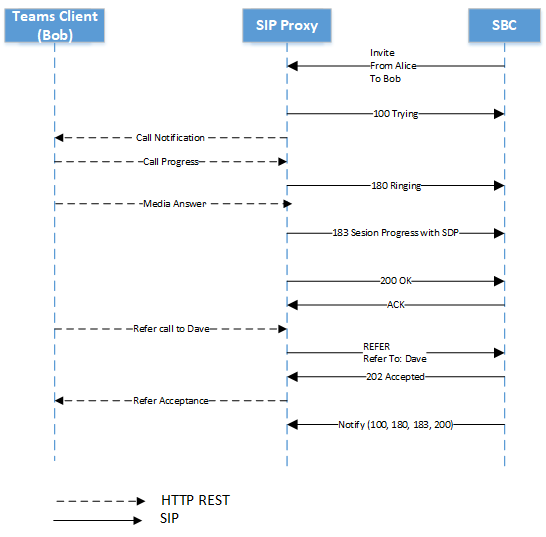 Teams Client
(Bob)
SIP Proxy
SBC
Invite
From Alice
To Bob
100 Trying
Call Notification
Call Progress
180 Ringing
Media Answer
183 Sesion Progress with SDP
200 OK
ACK
Refer call to Dave
REFER
Refer To: Dave
202 Accepted
Refer Acceptance
Notify (100, 180, 183, 200)
HTTP REST
SIP